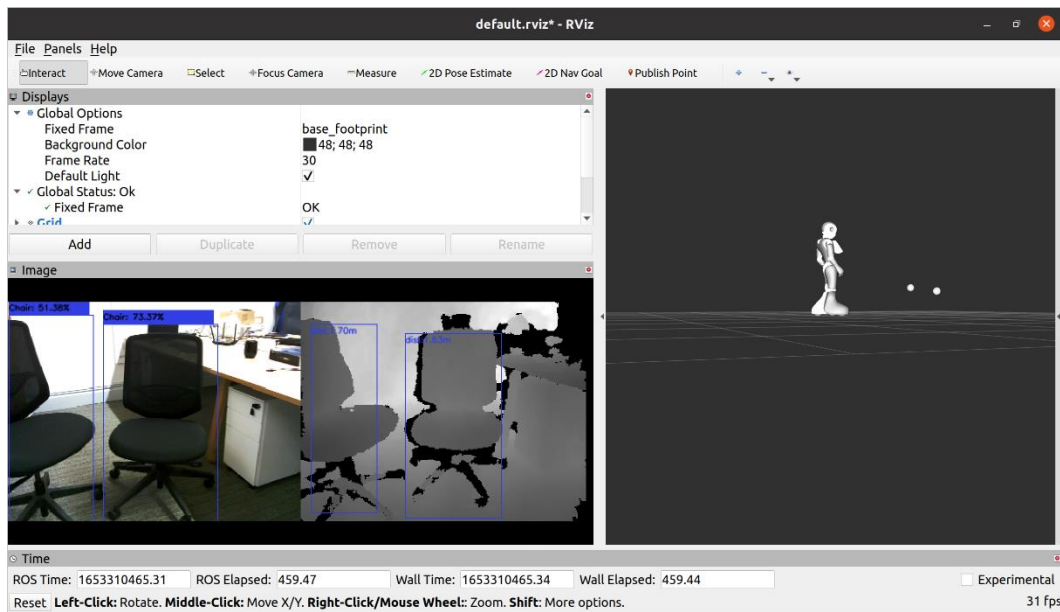 default.rviz* - RViz
File Panels Help
Interact Move Camera Select Focus Camera Measure 2D Pose Estimate 2D Nav Goal Publish Point
Displays
Global Options
Fixed Frame base_footprint
Background Color 48; 48; 48
Frame Rate 30
Default Light ✓
Global Status: Ok
Fixed Frame OK
Grid
Add Duplicate Remove Rename
Image
Chair: 51.38%
Chair: 73.37%
Time
ROS Time: 1653310465.31 ROS Elapsed: 459.47 Wall Time: 1653310465.34 Wall Elapsed: 459.44 Experimental
Reset Left-Click: Rotate. Middle-Click: Move X/Y. Right-Click/Mouse Wheel:: Zoom. Shift: More options. 31 fps